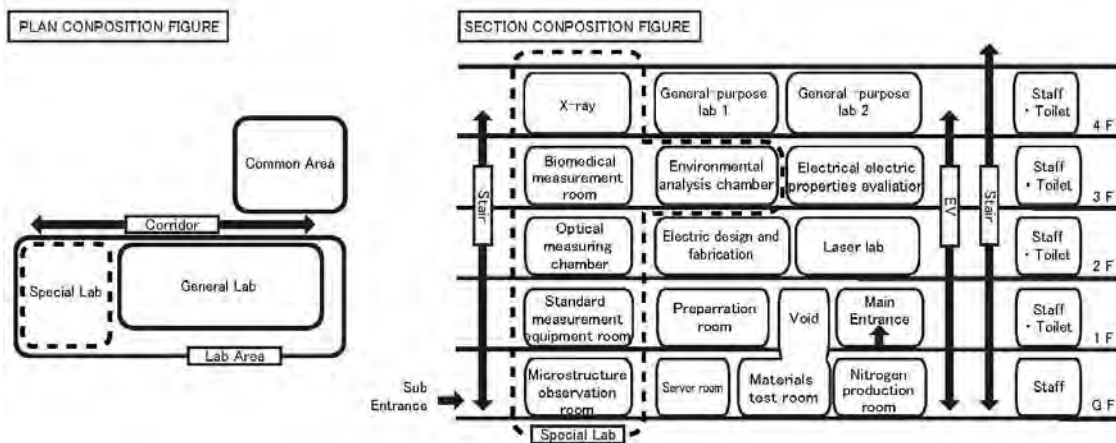 PLAN CONPOSITION FIGURE
Common Area
Corridor
Special Lab
General Lab
Lab Area
SECTION CONPOSITION FIGURE
X-ray
General-purpose
lab 1
General-purpose
lab 2
Staff
・Toilet
4 F
Biomedical
measurement
room
Environmental
analysis chamber
Electrical electric
properties evaliation
Staff
・Toilet
3 F
Stair
EV
Stair
Optical
measuring
chamber
Electric design and
fabrication
Laser lab
Staff
・Toilet
2 F
Standard
measurement
equipment room
Preparration
room
Void
Main
Entrance
Staff
・Toilet
1 F
Sub
Entrance
Microstructure
observation
room
Server room
Materials
test room
Nitrogen
production
room
Staff
G F
Special Lab